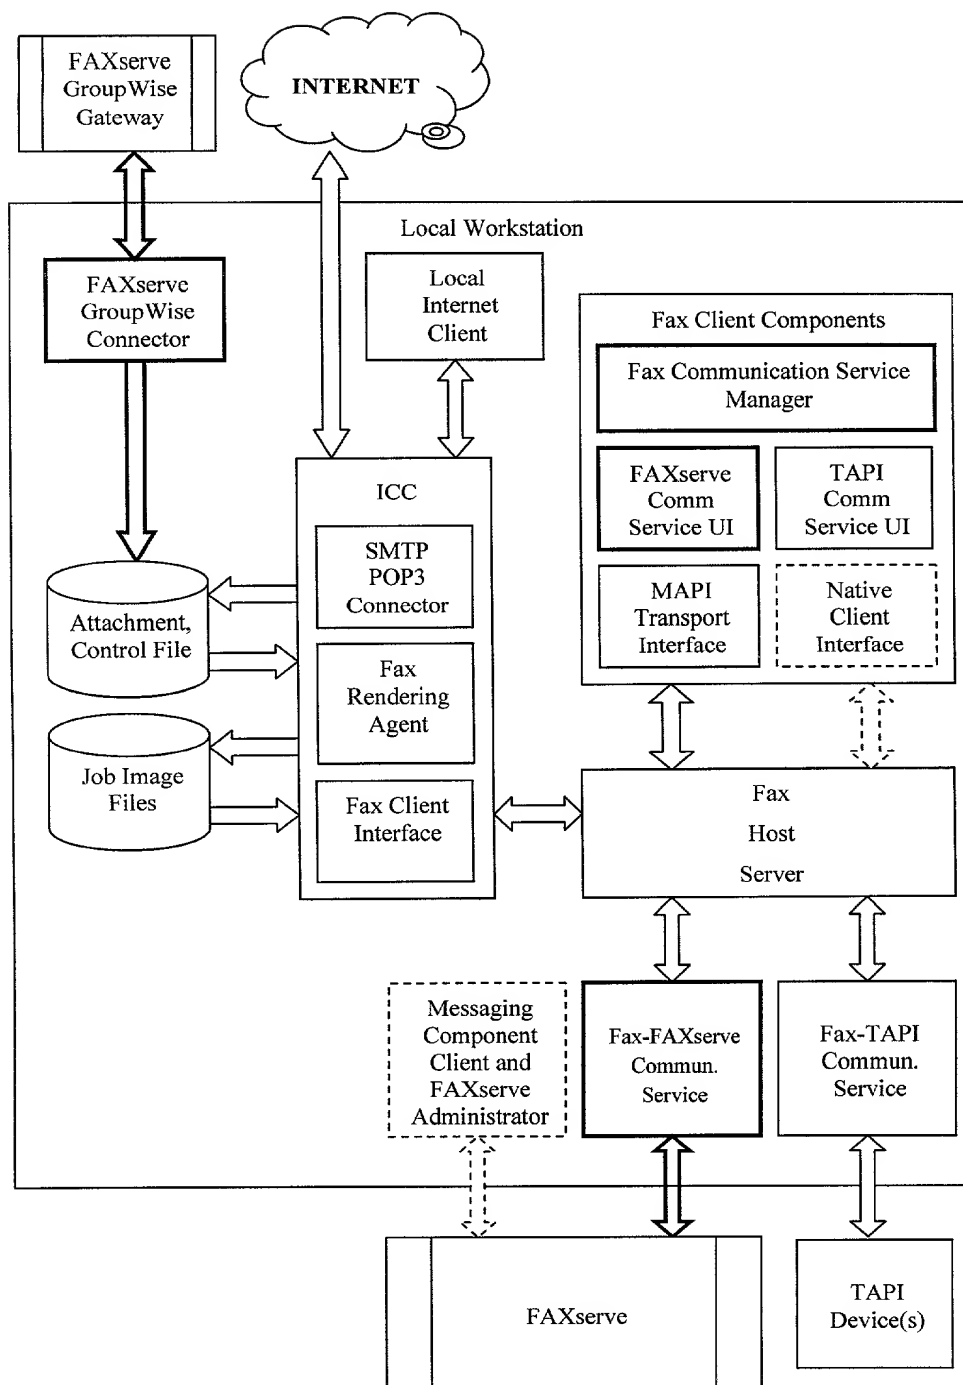 FAXserve
GroupWise
Gateway
INTERNET
Local Workstation
FAXserve
GroupWise
Connector
Local
Internet
Client
Fax Client Components
Fax Communication Service
Manager
FAXserve
Comm
Service UI
TAPI
Comm
Service UI
MAPI
Transport
Interface
Native
Client
Interface
ICC
SMTP
POP3
Connector
Fax
Rendering
Agent
Fax Client
Interface
Attachment,
Control File
Job Image
Files
Fax
Host
Server
Messaging
Component
Client and
FAXserve
Administrator
Fax-FAXserve
Commun.
Service
Fax-TAPI
Commun.
Service
FAXserve
TAPI
Device(s)